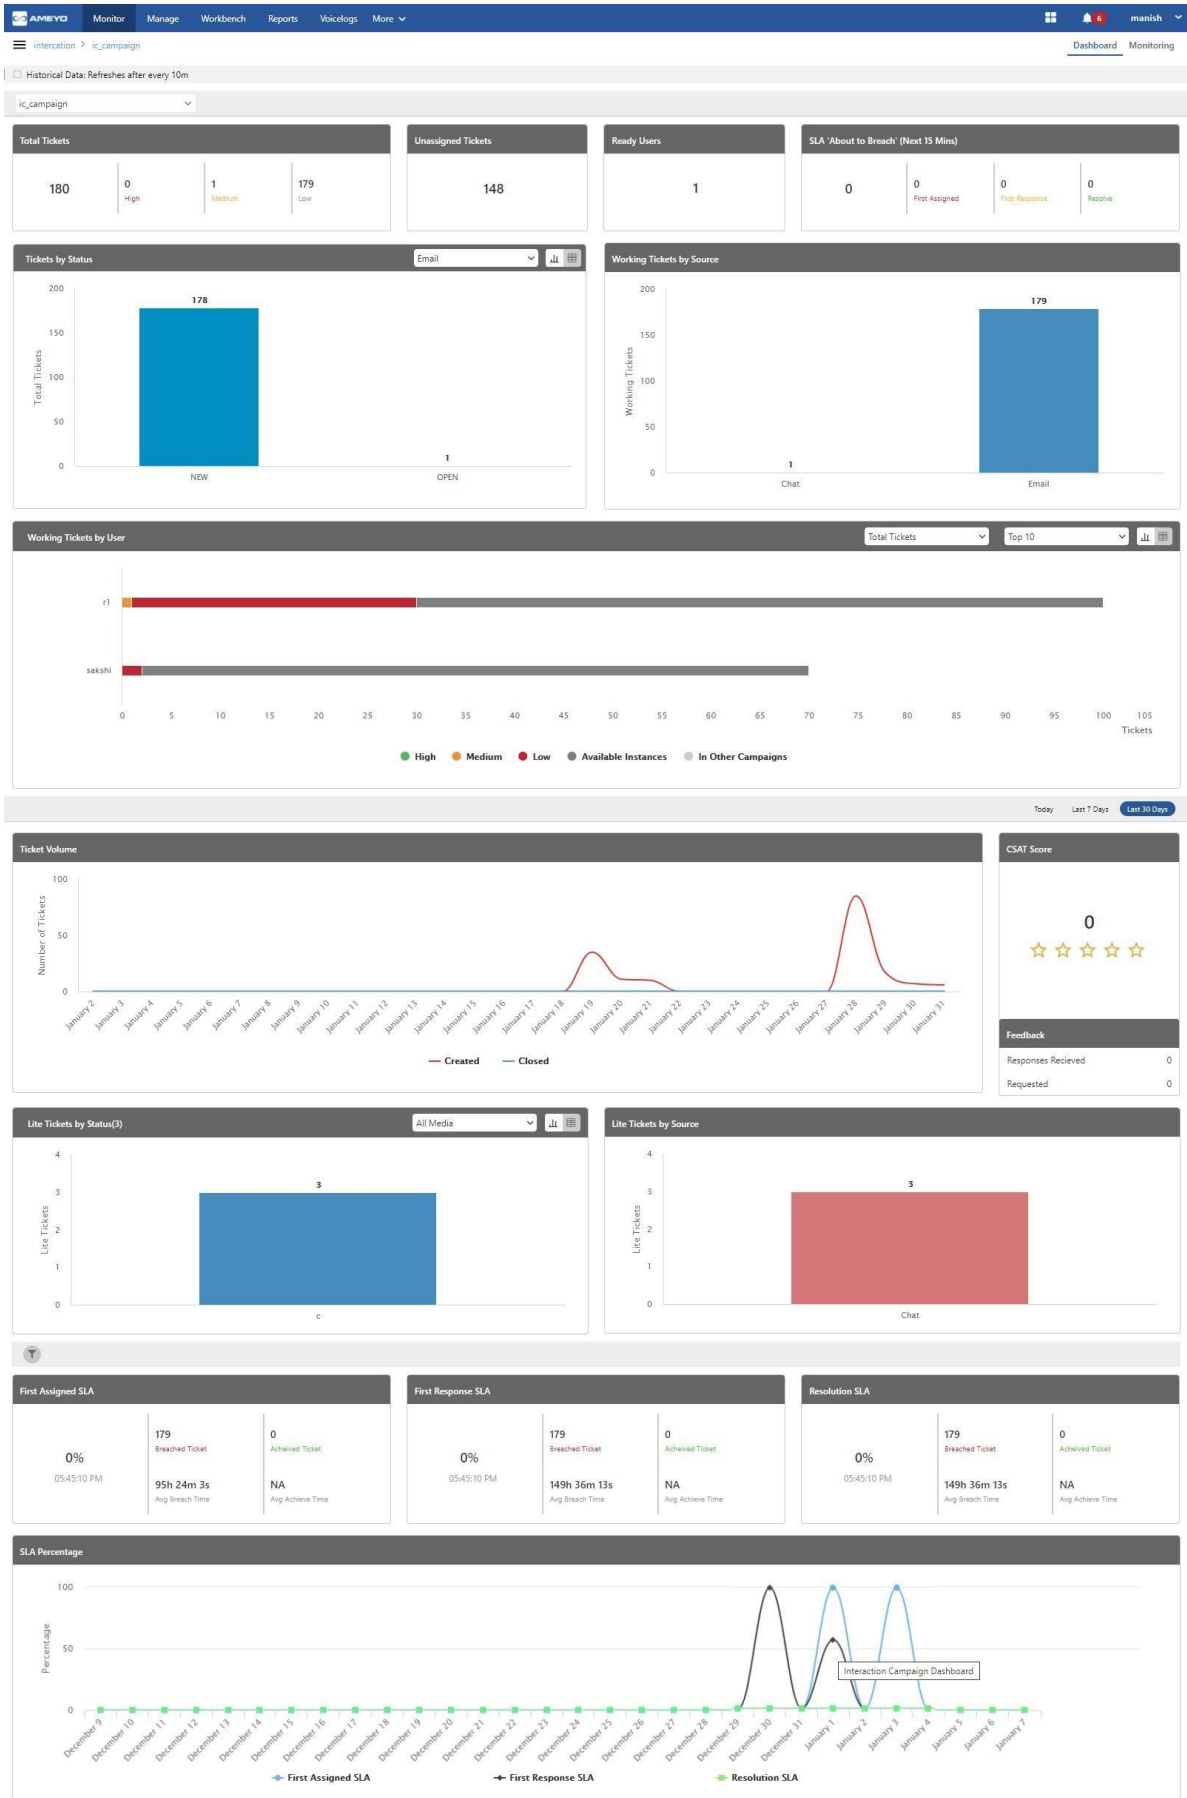 AMEYO Monitor Manage Workbench Reports Voicelogs More 6 manish
intercation > ic_campaign Dashboard Monitoring
Historical Data: Refreshes after every 10m
ic_campaign
Total Tickets
180
0
High
1
Medium
179
Low
Unassigned Tickets
148
Ready Users
1
SLA 'About to Breach' (Next 15 Mins)
0
0
First Assigned
0
First Response
0
Resolve
Tickets by Status Email
Total Tickets
200
150
100
50
0
178
1
NEW OPEN
Working Tickets by Source
Working Tickets
200
150
100
50
0
1
179
Chat Email
Working Tickets by User Total Tickets Top 10
r1
sakshi
0 5 10 15 20 25 30 35 40 45 50 55 60 65 70 75 80 85 90 95 100 105
Tickets
High Medium Low Available Instances In Other Campaigns
Today Last 7 Days Last 30 Days
Ticket Volume
Number of Tickets
100
50
0
January 2 January 3 January 4 January 5 January 6 January 7 January 8 January 9 January 10 January 11 January 12 January 13 January 14 January 15 January 16 January 17 January 18 January 19 January 20 January 21 January 22 January 23 January 24 January 25 January 26 January 27 January 28 January 29 January 30 January 31
Created Closed
CSAT Score
0
Feedback
Responses Recieved 0
Requested 0
Lite Tickets by Status(3) All Media
Lite Tickets
4
3
2
1
0
3
c
Lite Tickets by Source
Lite Tickets
4
3
2
1
0
3
Chat
First Assigned SLA
0%
05:45:10 PM
179
Breached Ticket
95h 24m 3s
Avg Breach Time
0
Acheived Ticket
NA
Avg Achieve Time
First Response SLA
0%
05:45:10 PM
179
Breached Ticket
149h 36m 13s
Avg Breach Time
0
Acheived Ticket
NA
Avg Achieve Time
Resolution SLA
0%
05:45:10 PM
179
Breached Ticket
149h 36m 13s
Avg Breach Time
0
Acheived Ticket
NA
Avg Achieve Time
SLA Percentage
Percentage
100
50
0
Interaction Campaign Dashboard
December 9 December 10 December 11 December 12 December 13 December 14 December 15 December 16 December 17 December 18 December 19 December 20 December 21 December 22 December 23 December 24 December 25 December 26 December 27 December 28 December 29 December 30 December 31 January 1 January 2 January 3 January 4 January 5 January 6 January 7
First Assigned SLA First Response SLA Resolution SLA